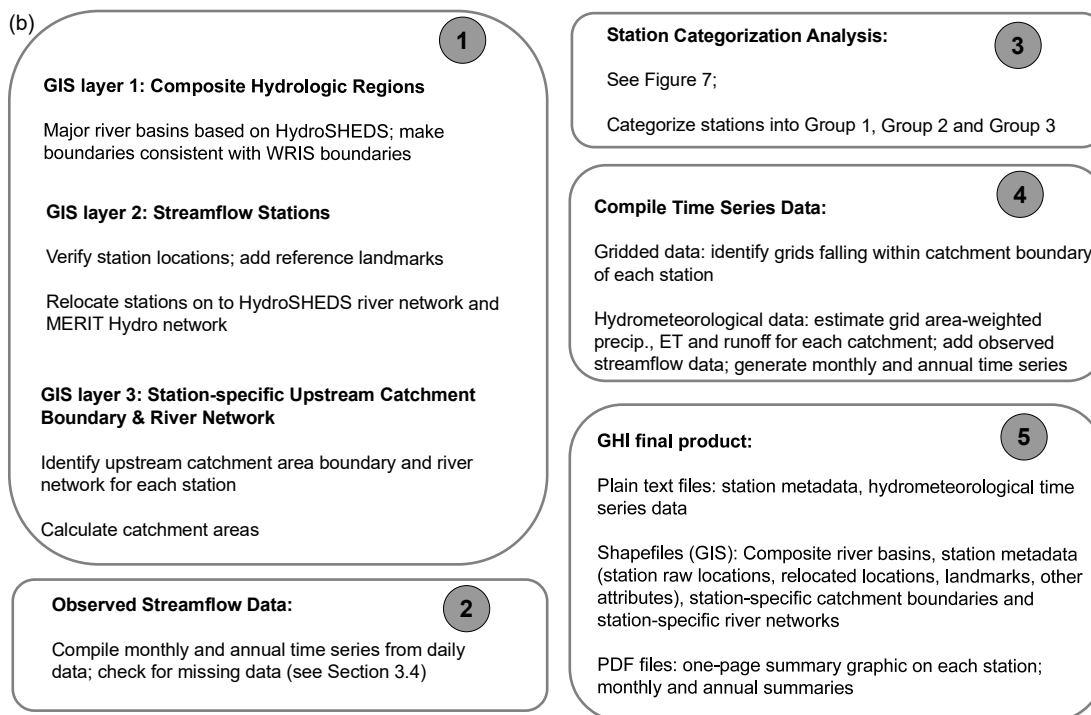 (b)
1
GIS layer 1: Composite Hydrologic Regions
Major river basins based on HydroSHEDS; make
boundaries consistent with WRIS boundaries
GIS layer 2: Streamflow Stations
Verify station locations; add reference landmarks
Relocate stations on to HydroSHEDS river network and
MERIT Hydro network
GIS layer 3: Station-specific Upstream Catchment
Boundary & River Network
Identify upstream catchment area boundary and river
network for each station
Calculate catchment areas
2
Observed Streamflow Data:
Compile monthly and annual time series from daily
data; check for missing data (see Section 3.4)
3
Station Categorization Analysis:
See Figure 7;
Categorize stations into Group 1, Group 2 and Group 3
4
Compile Time Series Data:
Gridded data: identify grids falling within catchment boundary
of each station
Hydrometeorological data: estimate grid area-weighted
precip., ET and runoff for each catchment; add observed
streamflow data; generate monthly and annual time series
5
GHI final product:
Plain text files: station metadata, hydrometeorological time
series data
Shapefiles (GIS): Composite river basins, station metadata
(station raw locations, relocated locations, landmarks, other
attributes), station-specific catchment boundaries and
station-specific river networks
PDF files: one-page summary graphic on each station;
monthly and annual summaries